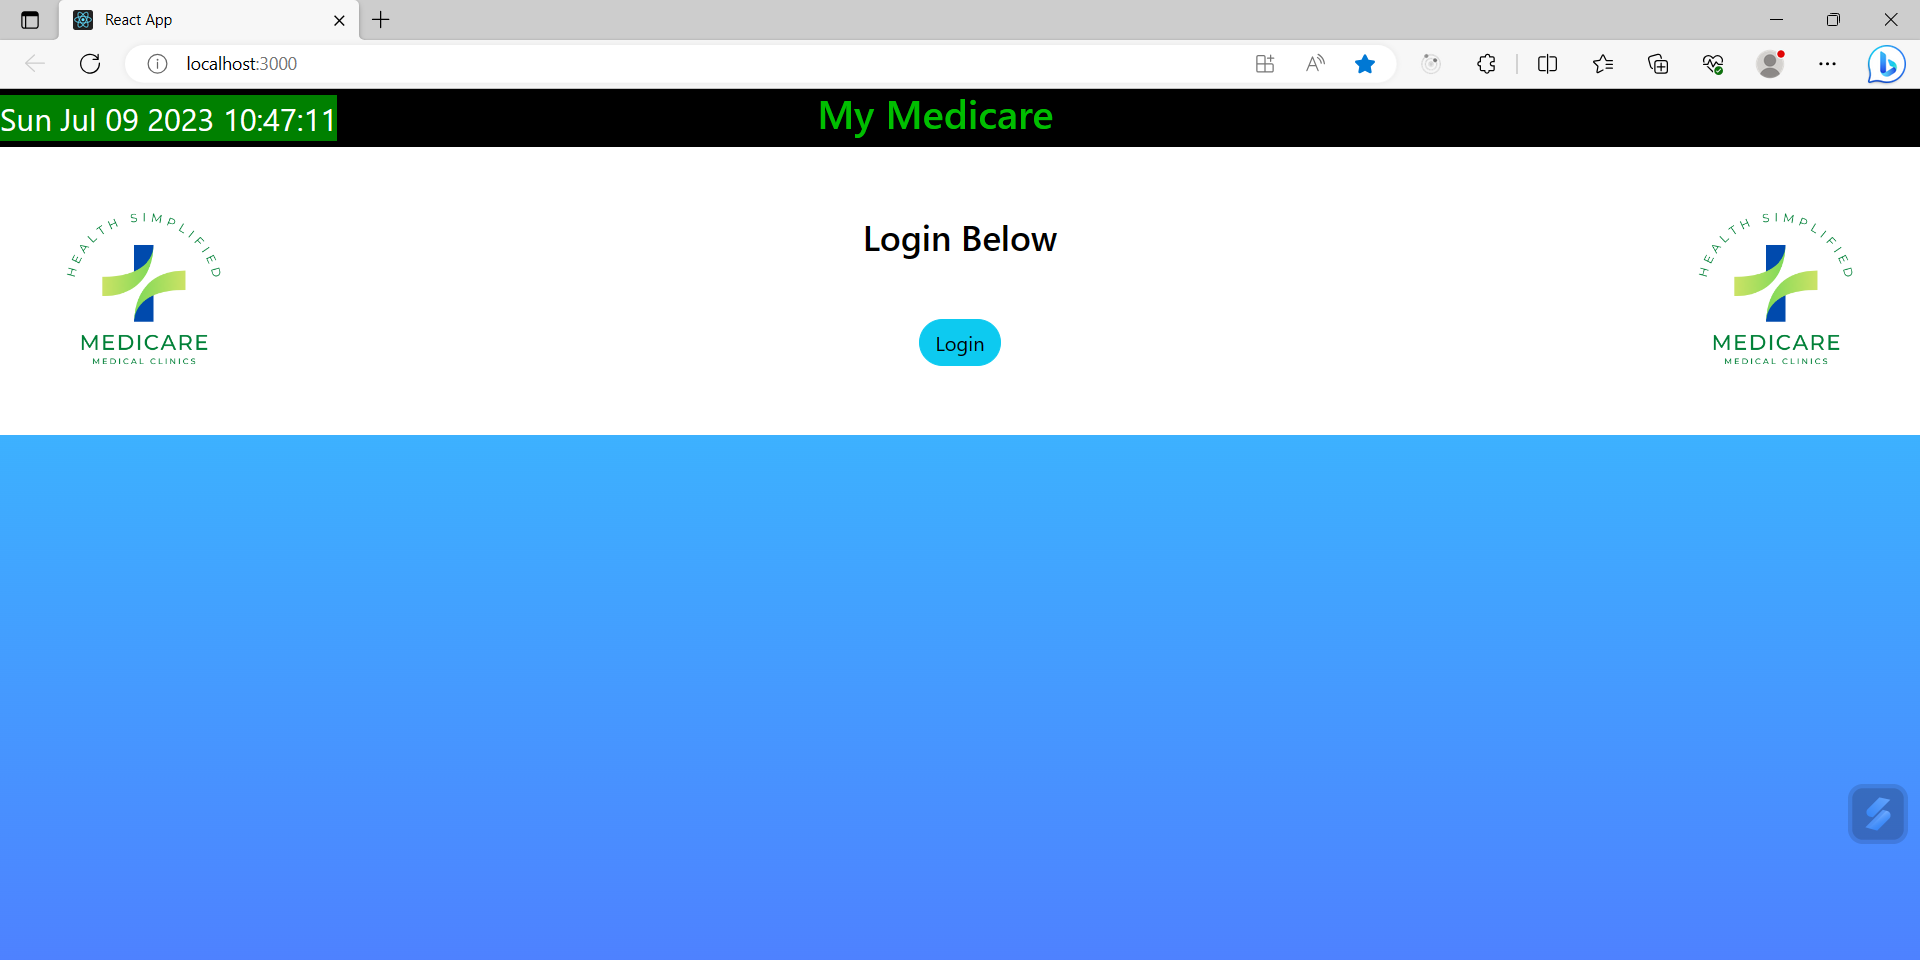 React App
localhost:3000
Sun Jul 09 2023 10:47:11
My Medicare
HEALTH SIMPLIFIED
MEDICARE
MEDICAL CLINICS
Login Below
Login
HEALTH SIMPLIFIED
MEDICARE
MEDICAL CLINICS